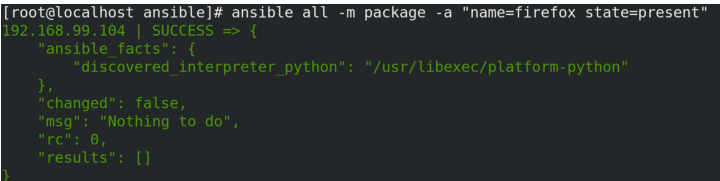 [root@localhost ansible]# ansible all -m package -a "name=firefox state=present"
192.168.99.104 | SUCCESS => {
    "ansible_facts": {
        "discovered_interpreter_python": "/usr/libexec/platform-python"
    },
    "changed": false,
    "msg": "Nothing to do",
    "rc": 0,
    "results": []
}